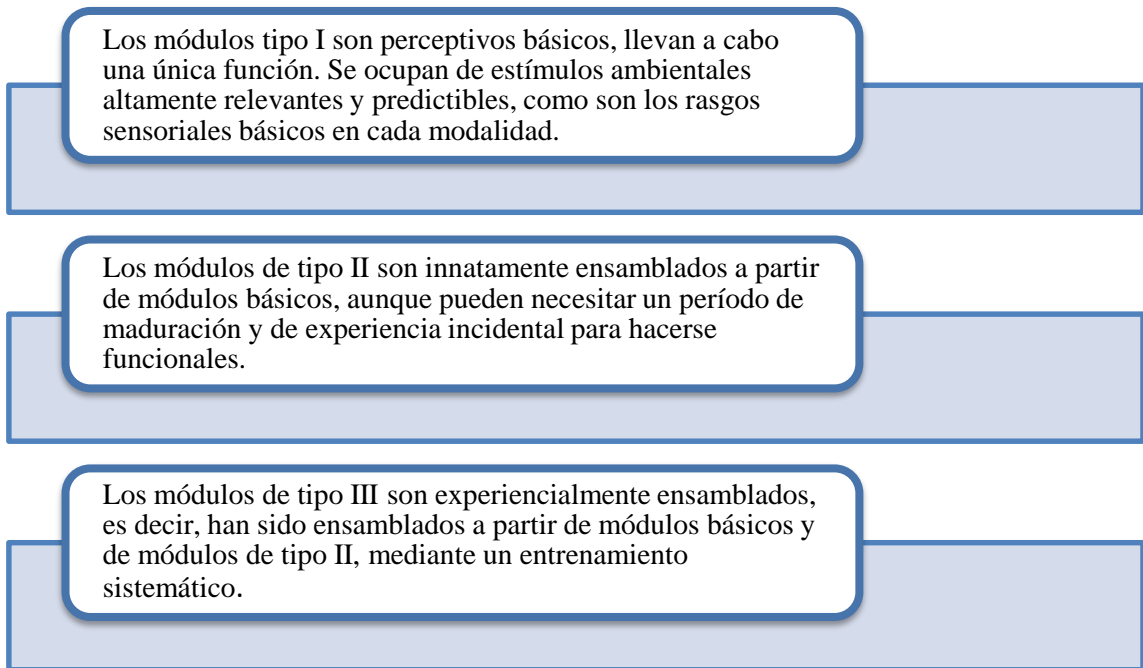 Los módulos tipo I son perceptivos básicos, llevan a cabo
una única función. Se ocupan de estímulos ambientales
altamente relevantes y predictibles, como son los rasgos
sensoriales básicos en cada modalidad.
Los módulos de tipo II son innatamente ensamblados a partir
de módulos básicos, aunque pueden necesitar un período de
maduración y de experiencia incidental para hacerse
funcionales.
Los módulos de tipo III son experiencialmente ensamblados,
es decir, han sido ensamblados a partir de módulos básicos y
de módulos de tipo II, mediante un entrenamiento
sistemático.